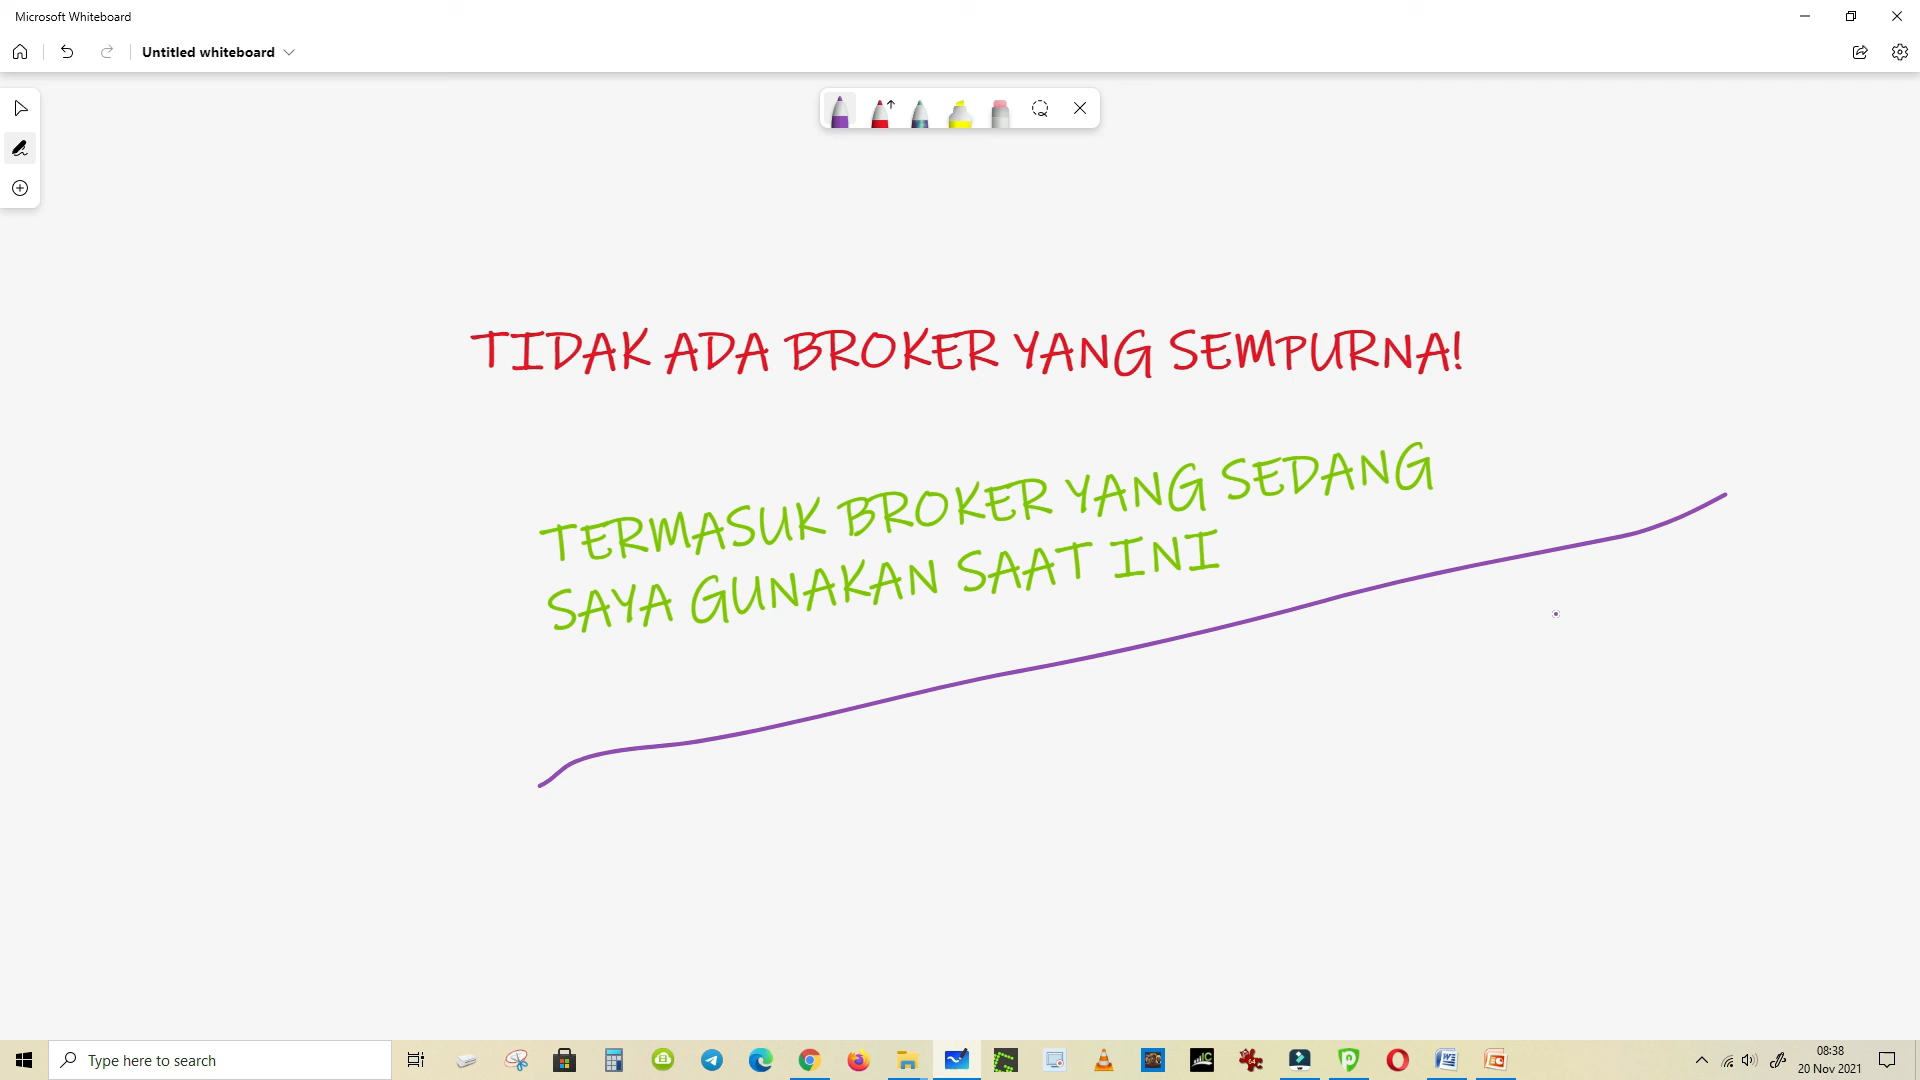 Microsoft Whiteboard
Untitled whiteboard
TIDAK ADA BROKER YANG SEMPURNA!
TERMASUK BROKER YANG SEDANG
SAYA GUNAKAN SAAT INI
Type here to search
08:38
20 Nov 2021